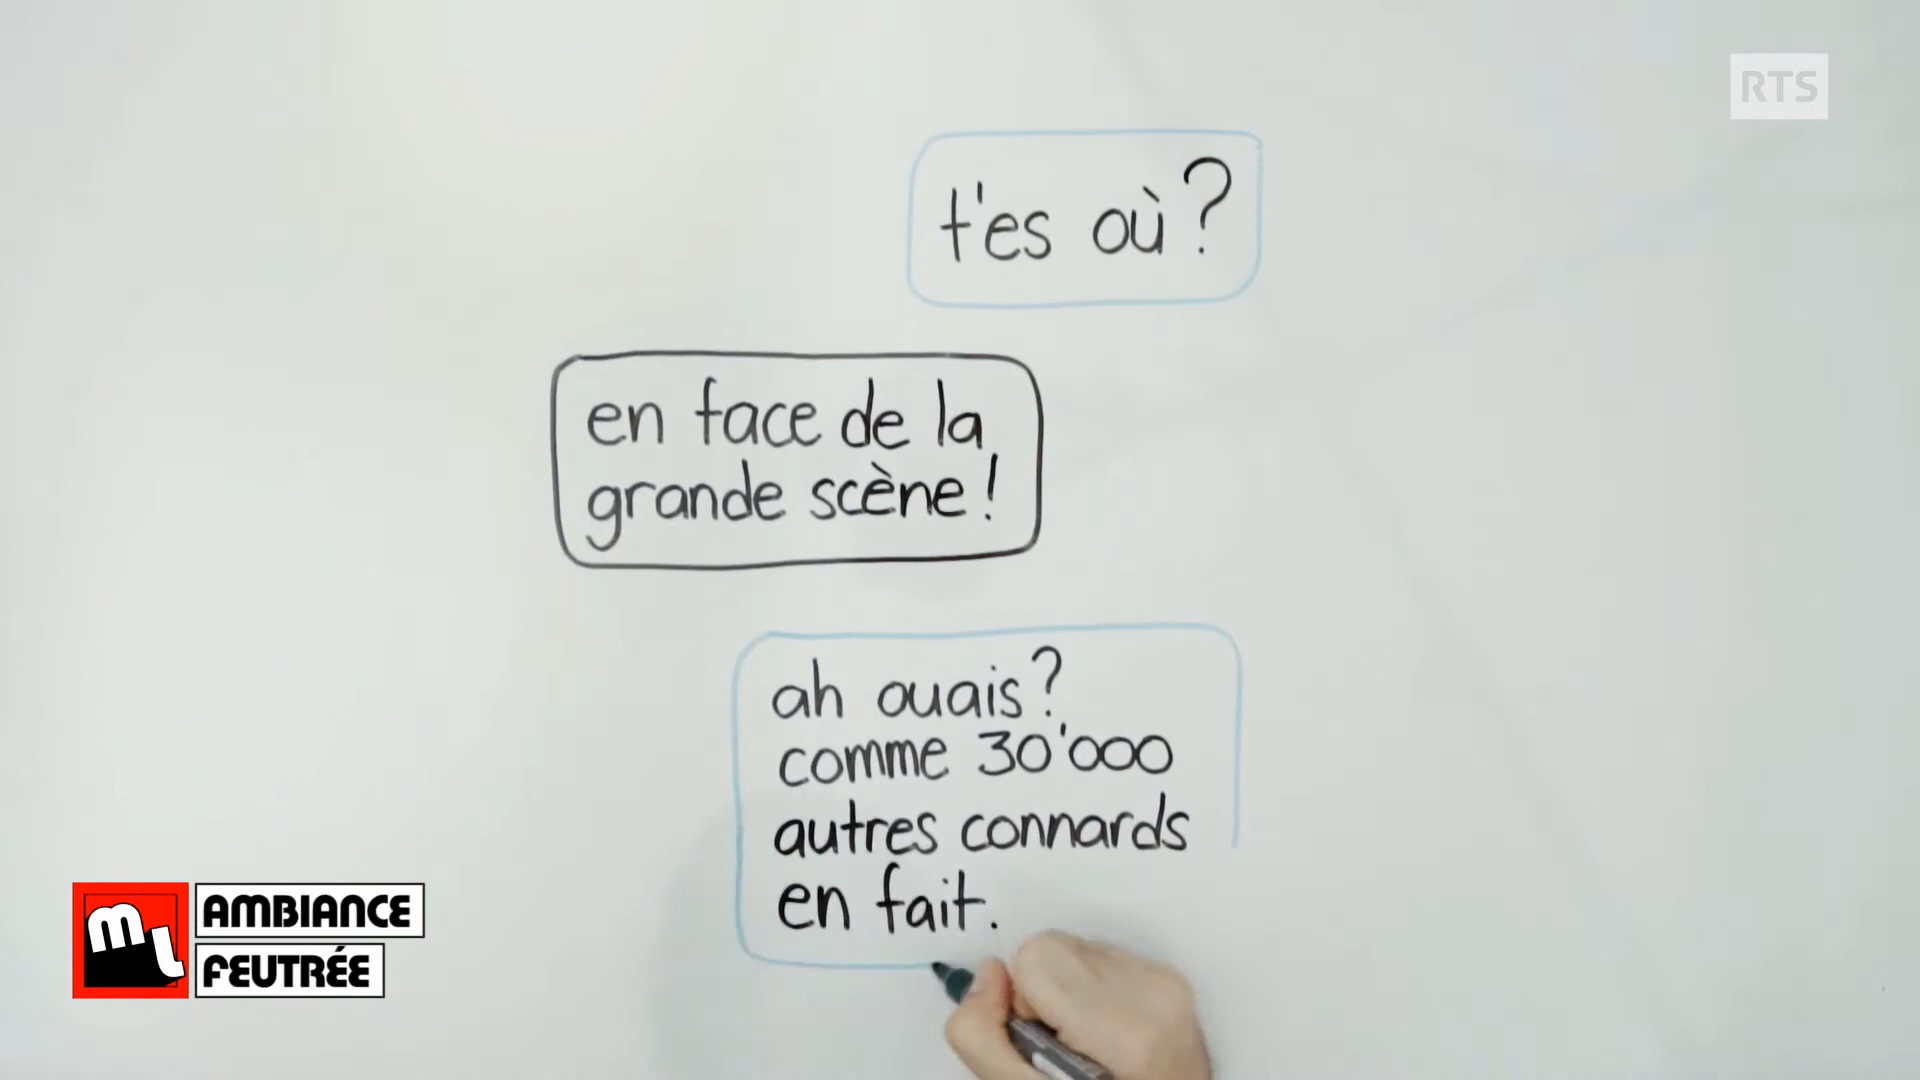 RTS
t'es où?
en face de la
grande scène!
ah ouais?
comme 30'000
autres connards
en fait.
ml
AMBIANCE
FEUTRÉE